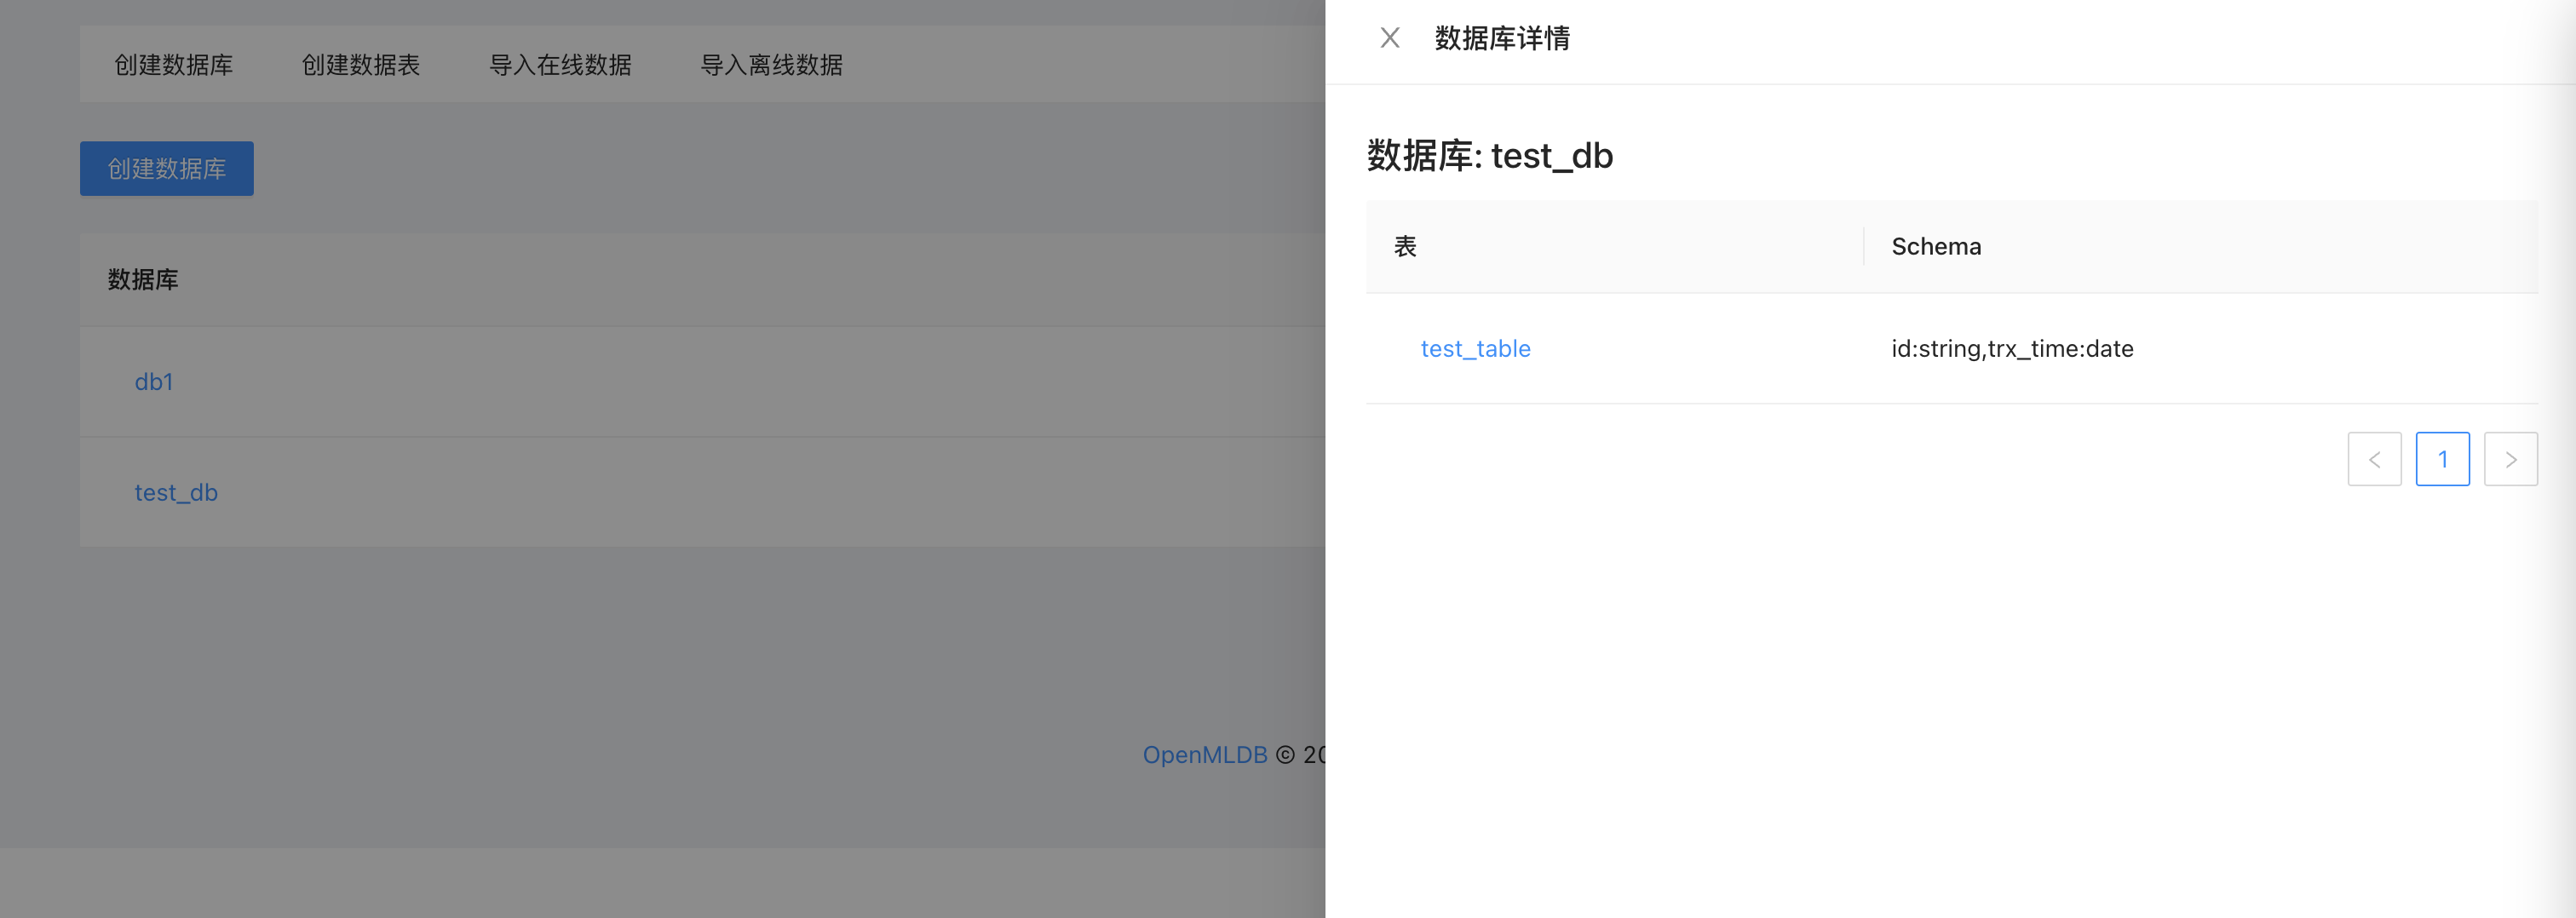 创建数据库 创建数据表 导入在线数据 导入离线数据
创建数据库
数据库
db1
test_db
OpenMLDB © 20
数据库详情
数据库: test_db
表 Schema
test_table id:string,trx_time:date
1